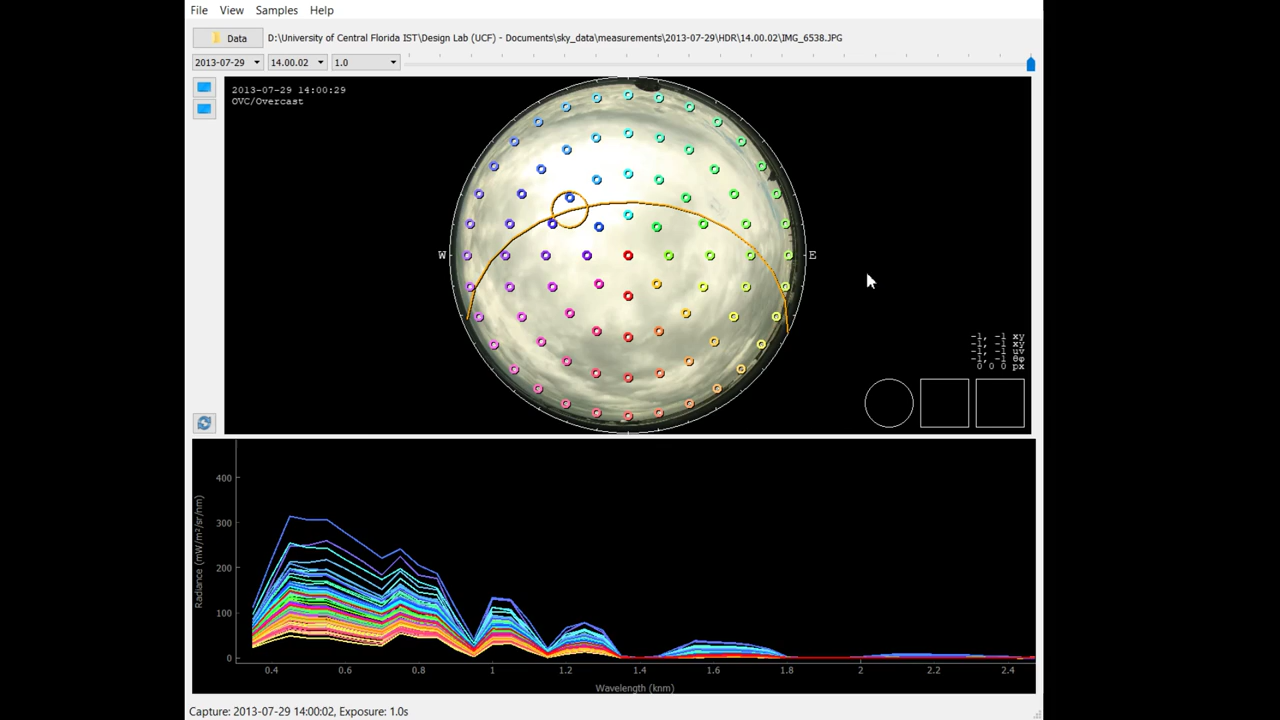 File View Samples Help
Data D:\University of Central Florida IST\Design Lab (UCF) - Documents\sky_data\measurements\2013-07-29\HDR\14.00.02\IMG_6538.JPG
2013-07-29 14.00.02 1.0
2013-07-29 14:00:29
OVC/Overcast
W E
-1, -1 xy
-1, -1 xy
-1, -1 uv
-1, -1 θφ
0 0 0 px
400
300
200
100
0
Radiance (mW/m²/sr/nm)
0.4 0.6 0.8 1 1.2 1.4 1.6 1.8 2 2.2 2.4
Wavelength (knm)
Capture: 2013-07-29 14:00:02, Exposure: 1.0s